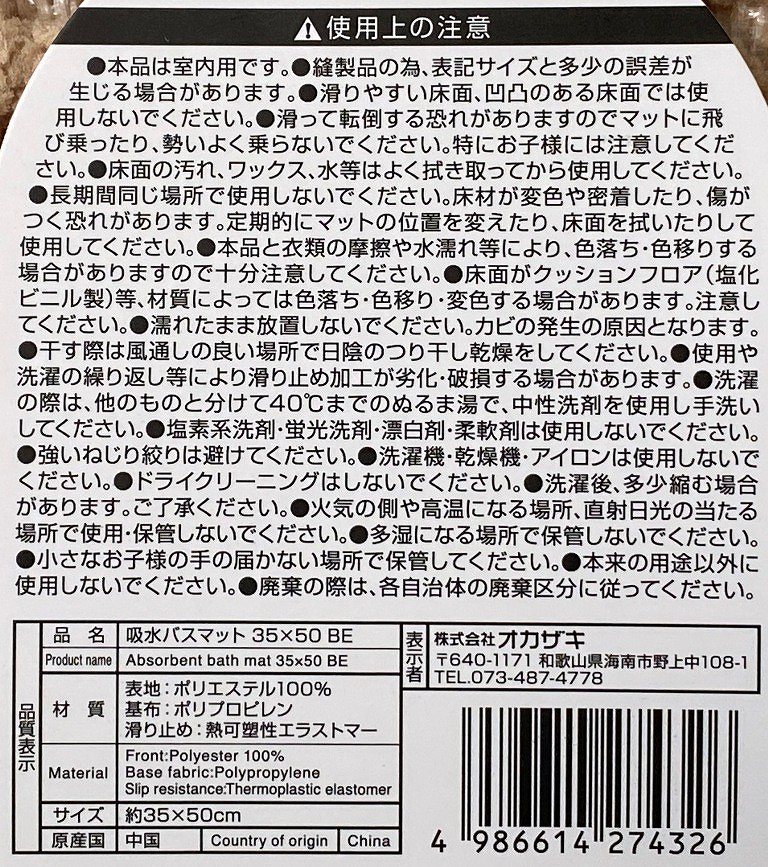 ⚠使用上の注意
●本品は室内用です。●縫製品の為、表記サイズと多少の誤差が
生じる場合があります。●滑りやすい床面、凹凸のある床面では使
用しないでください。●滑って転倒する恐れがありますのでマットに飛
び乗ったり、勢いよく乗らないでください。特にお子様には注意してくだ
さい。●床面の汚れ、ワックス、水等はよく拭き取ってから使用してください。
●長期間同じ場所で使用しないでください。床材が変色や密着したり、傷が
つく恐れがあります。定期的にマットの位置を変えたり、床面を拭いたりして
使用してください。●本品と衣類の摩擦や水濡れ等により、色落ち・色移りする
場合がありますので十分注意してください。●床面がクッションフロア(塩化
ビニル製)等、材質によっては色落ち・色移り・変色する場合があります。注意し
てください。●濡れたまま放置しないでください。カビの発生の原因となります。
●干す際は風通しの良い場所で日陰のつり干し乾燥をしてください。●使用や
洗濯の繰り返し等により滑り止め加工が劣化・破損する場合があります。●洗濯
の際は、他のものと分けて40℃までのぬるま湯で、中性洗剤を使用し手洗い
してください。●塩素系洗剤・蛍光洗剤・漂白剤・柔軟剤は使用しないでください。
●強いねじり絞りは避けてください。●洗濯機・乾燥機・アイロンは使用しないで
ください。●ドライクリーニングはしないでください。●洗濯後、多少縮む場合
があります。ご了承ください。●火気の側や高温になる場所、直射日光の当たる
場所で使用・保管しないでください。●多湿になる場所で保管しないでください。
●小さなお子様の手の届かない場所で保管してください。●本来の用途以外に
使用しないでください。●廃棄の際は、各自治体の廃棄区分に従ってください。
品質表示
品 名 吸水バスマット 35×50 BE
Product name Absorbent bath mat 35x50 BE
材 質 表地:ポリエステル100%
基布:ポリプロピレン
滑り止め:熱可塑性エラストマー
Material Front:Polyester 100%
Base fabric:Polypropylene
Slip resistance:Thermoplastic elastomer
サイズ 約35×50cm
原産国 中国 Country of origin China
表示者
株式会社オカザキ
〒640-1171 和歌山県海南市野上中108-1
TEL.073-487-4778
4 986614 274326